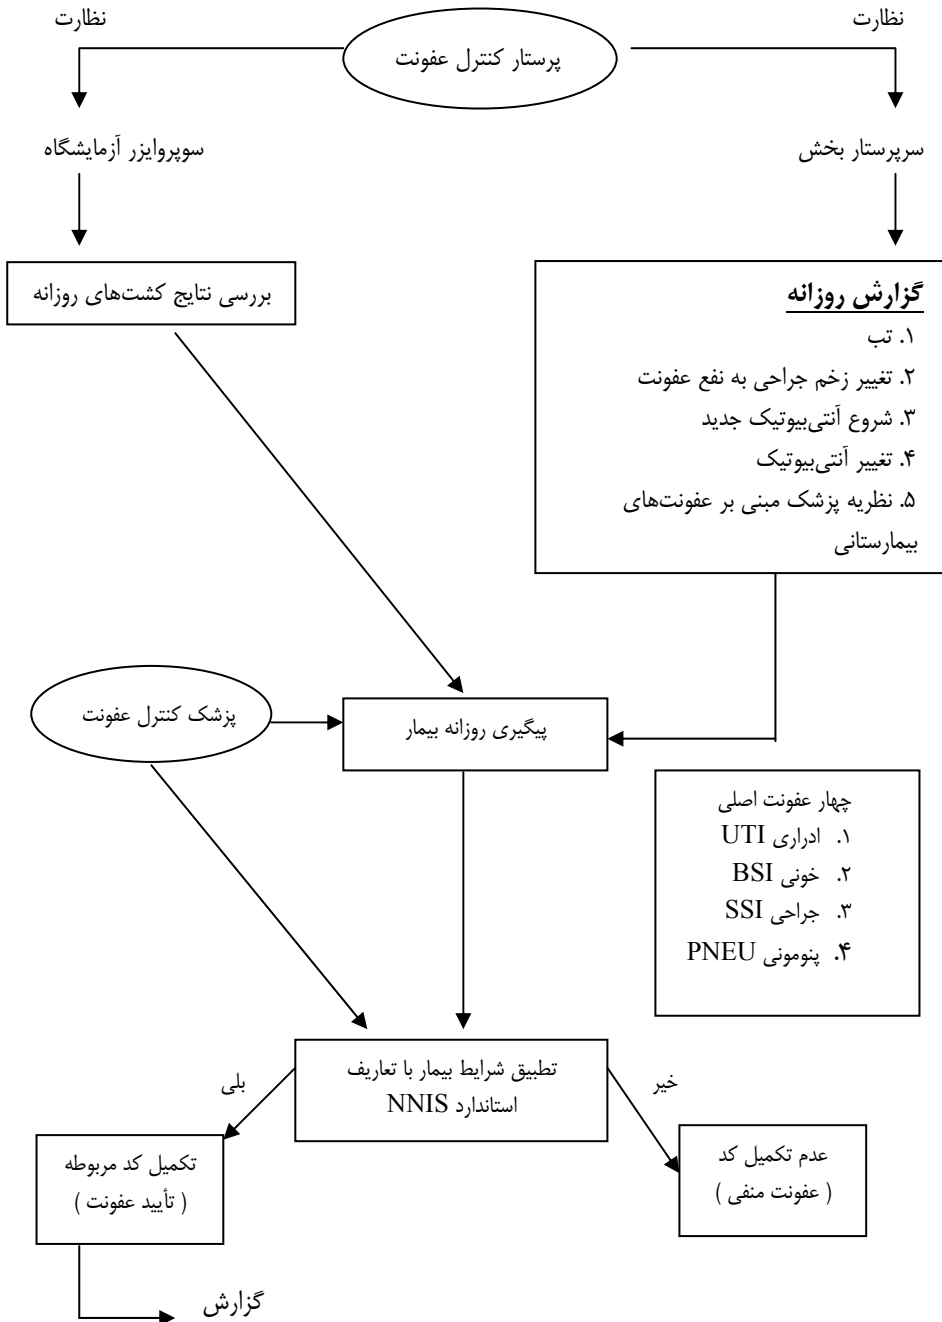 نظارت
نظارت
پرستار کنترل عفونت
سرپرستار بخش
سوپروایزر آزمایشگاه
گزارش روزانه
۱. تب
۲. تغییر زخم جراحی به نفع عفونت
۳. شروع آنتی‌بیوتیک جدید
۴. تغییر آنتی‌بیوتیک
۵. نظریه پزشک مبنی بر عفونت‌های
بیمارستانی
بررسی نتایج کشت‌های روزانه
پیگیری روزانه بیمار
پزشک کنترل عفونت
چهار عفونت اصلی
۱. ادراری UTI
۲. خونی BSI
۳. جراحی SSI
۴. پنومونی PNEU
تطبیق شرایط بیمار با تعاریف
استاندارد NNIS
خیر
بلی
عدم تکمیل کد
( عفونت منفی )
تکمیل کد مربوطه
( تأیید عفونت )
گزارش